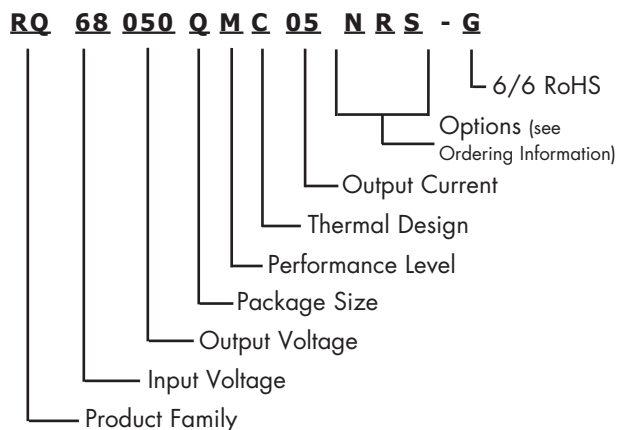 RQ 68 050 Q M C 05 N R S - G
6/6 RoHS
Options (see
Ordering Information)
Output Current
Thermal Design
Performance Level
Package Size
Output Voltage
Input Voltage
Product Family